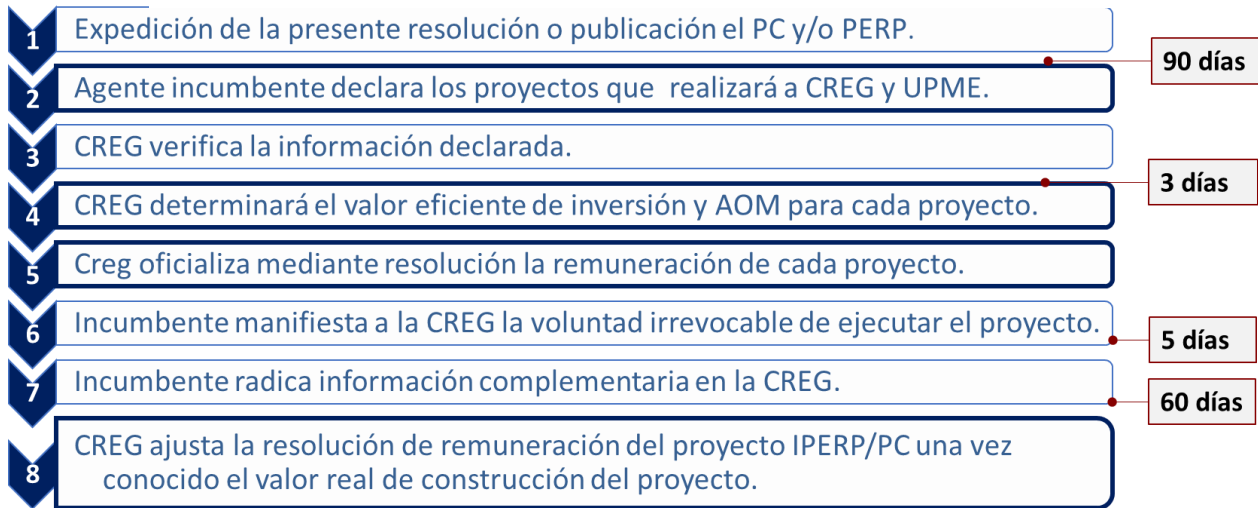 1 Expedición de la presente resolución o publicación el PC y/o PERP.
90 días
2 Agente incumbente declara los proyectos que realizará a CREG y UPME.
3 CREG verifica la información declarada.
3 días
4 CREG determinará el valor eficiente de inversión y AOM para cada proyecto.
5 Creg oficializa mediante resolución la remuneración de cada proyecto.
6 Incumbente manifiesta a la CREG la voluntad irrevocable de ejecutar el proyecto.
5 días
7 Incumbente radica información complementaria en la CREG.
60 días
8 CREG ajusta la resolución de remuneración del proyecto IPERP/PC una vez
conocido el valor real de construcción del proyecto.